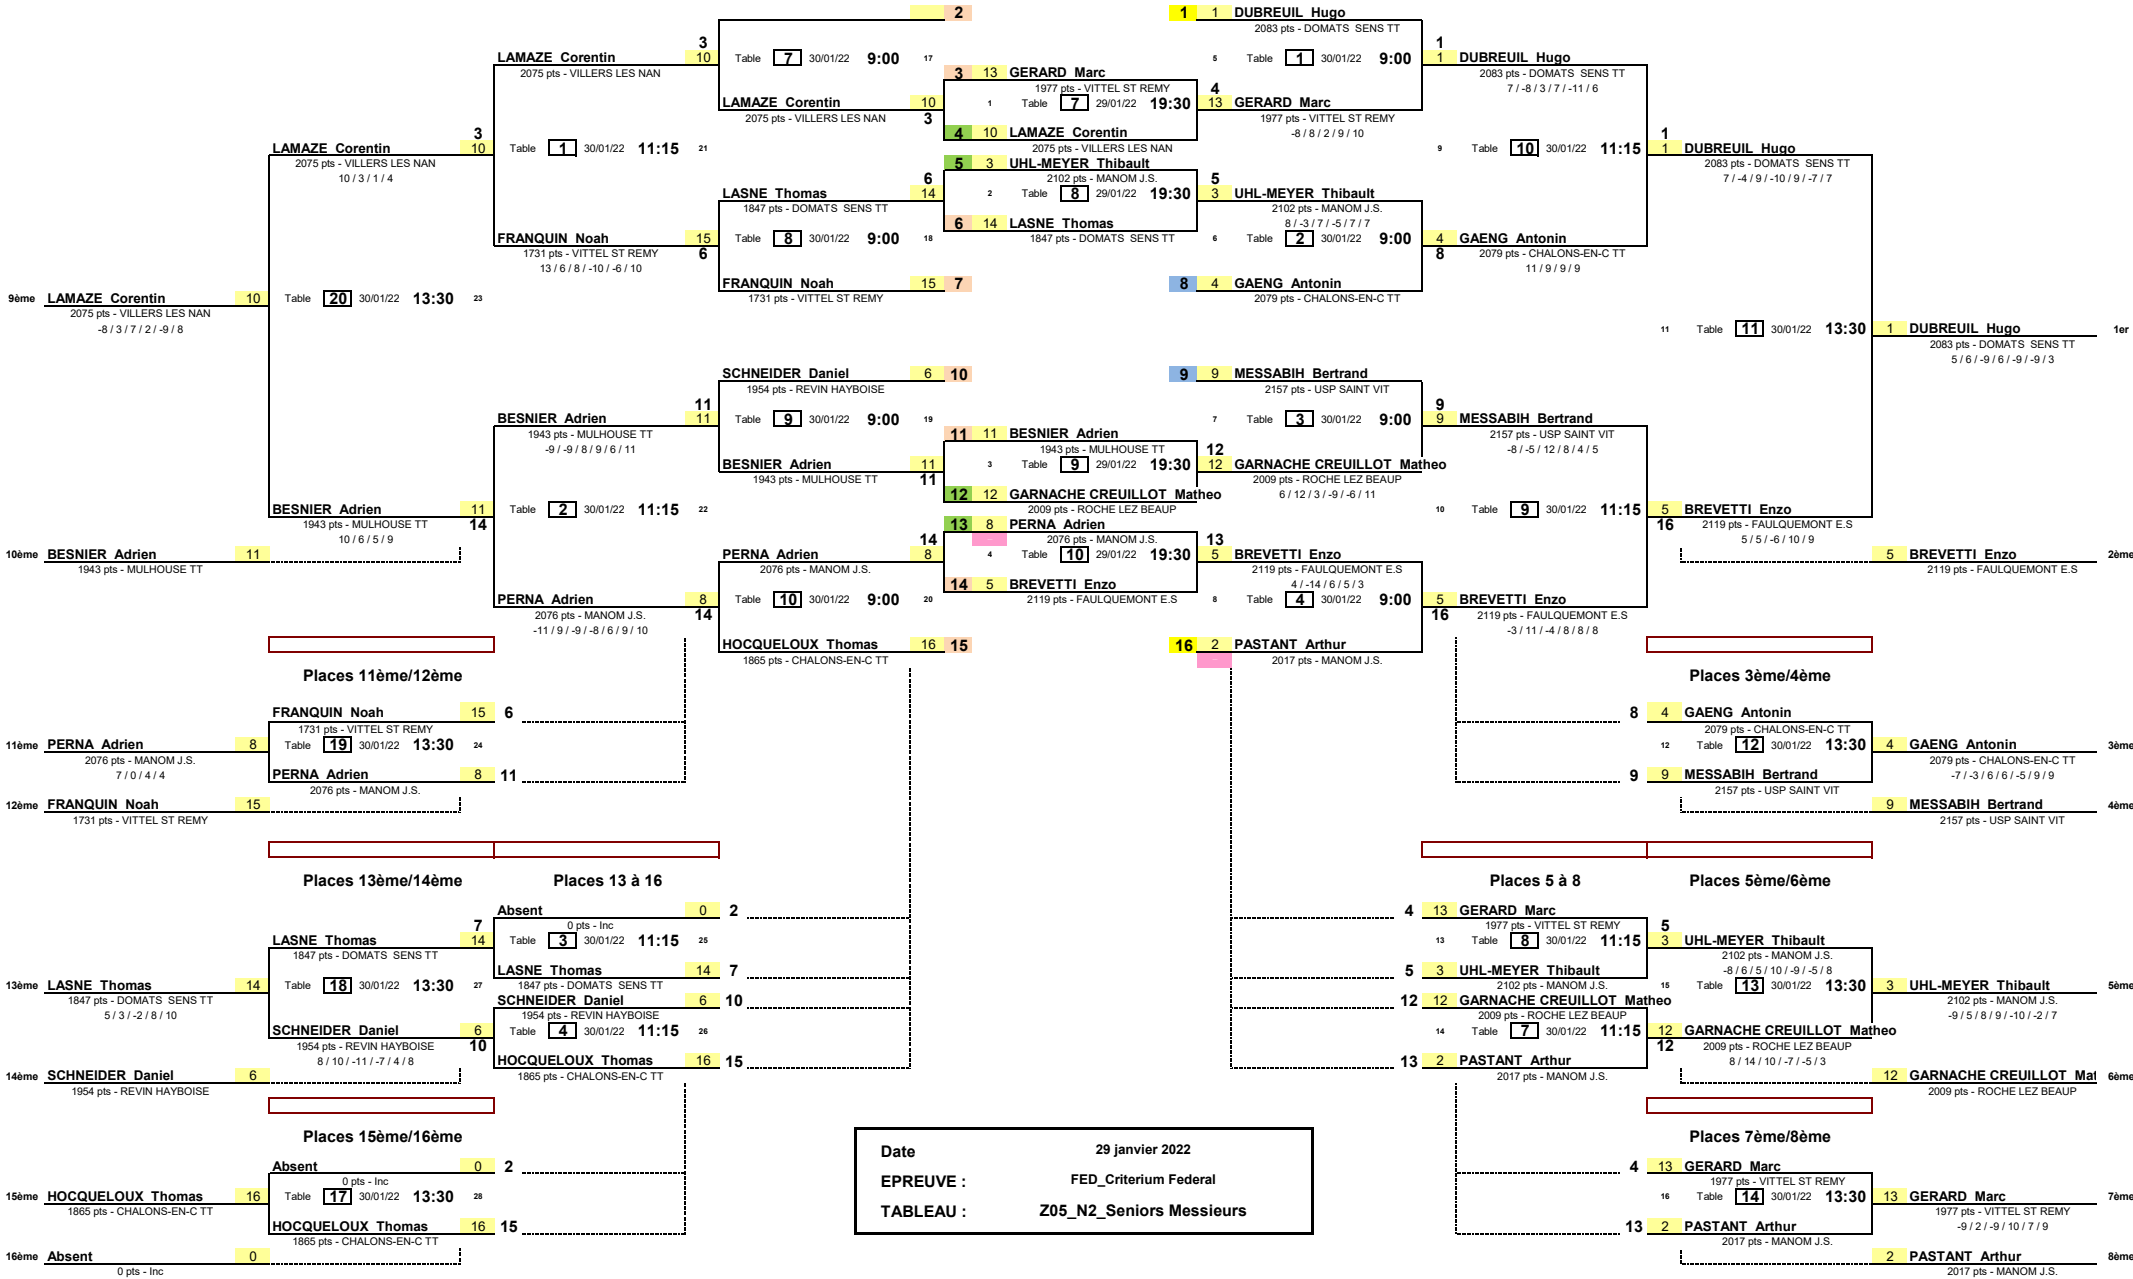 2
1 1 DUBREUIL Hugo
2083 pts - DOMATS SENS TT
3
LAMAZE Corentin 10
2075 pts - VILLERS LES NAN
Table 7 30/01/22 9:00 17
5 Table 1 30/01/22 9:00
1
1 DUBREUIL Hugo
2083 pts - DOMATS SENS TT
7 / -8 / 3 / 7 / -11 / 6
3 13 GERARD Marc
1977 pts - VITTEL ST REMY
LAMAZE Corentin 10
2075 pts - VILLERS LES NAN
3
1 Table 7 29/01/22 19:30
4
13 GERARD Marc
1977 pts - VITTEL ST REMY
-8 / 8 / 2 / 9 / 10
4 10 LAMAZE Corentin
2075 pts - VILLERS LES NAN
3
LAMAZE Corentin 10
2075 pts - VILLERS LES NAN
10 / 3 / 1 / 4
Table 1 30/01/22 11:15 21
9 Table 10 30/01/22 11:15
1
1 DUBREUIL Hugo
2083 pts - DOMATS SENS TT
7 / -4 / 9 / -10 / 9 / -7 / 7
5 3 UHL-MEYER Thibault
2102 pts - MANOM J.S.
6
LASNE Thomas 14
1847 pts - DOMATS SENS TT
2 Table 8 29/01/22 19:30
5
3 UHL-MEYER Thibault
2102 pts - MANOM J.S.
8 / -3 / 7 / -5 / 7 / 7
6 14 LASNE Thomas
1847 pts - DOMATS SENS TT
FRANQUIN Noah 15
1731 pts - VITTEL ST REMY
6
13 / 6 / 8 / -10 / -6 / 10
Table 8 30/01/22 9:00 18
6 Table 2 30/01/22 9:00
4 GAENG Antonin
8
2079 pts - CHALONS-EN-C TT
11 / 9 / 9 / 9
FRANQUIN Noah 15 7
1731 pts - VITTEL ST REMY
8 4 GAENG Antonin
2079 pts - CHALONS-EN-C TT
9ème LAMAZE Corentin 10
2075 pts - VILLERS LES NAN
-8 / 3 / 7 / 2 / -9 / 8
Table 20 30/01/22 13:30 23
11 Table 11 30/01/22 13:30
1 DUBREUIL Hugo 1er
2083 pts - DOMATS SENS TT
5 / 6 / -9 / 6 / -9 / -9 / 3
SCHNEIDER Daniel 6 10
1954 pts - REVIN HAYBOISE
9 9 MESSABIH Bertrand
2157 pts - USP SAINT VIT
11
BESNIER Adrien 11
1943 pts - MULHOUSE TT
-9 / -9 / 8 / 9 / 6 / 11
Table 9 30/01/22 9:00 19
7 Table 3 30/01/22 9:00
9
9 MESSABIH Bertrand
2157 pts - USP SAINT VIT
-8 / -5 / 12 / 8 / 4 / 5
11 11 BESNIER Adrien
1943 pts - MULHOUSE TT
BESNIER Adrien 11
1943 pts - MULHOUSE TT
11
3 Table 9 29/01/22 19:30
12
12 GARNACHE CREUILLOT Matheo
2009 pts - ROCHE LEZ BEAUP
6 / 12 / 3 / -9 / -6 / 11
12 12 GARNACHE CREUILLOT Matheo
2009 pts - ROCHE LEZ BEAUP
BESNIER Adrien 11
1943 pts - MULHOUSE TT
14
10 / 6 / 5 / 9
Table 2 30/01/22 11:15 22
10 Table 9 30/01/22 11:15
5 BREVETTI Enzo
16
2119 pts - FAULQUEMONT E.S
5 / 5 / -6 / 10 / 9
13 8 PERNA Adrien
2076 pts - MANOM J.S.
10ème BESNIER Adrien 11
1943 pts - MULHOUSE TT
14
PERNA Adrien 8
2076 pts - MANOM J.S.
4 Table 10 29/01/22 19:30
13
5 BREVETTI Enzo
2119 pts - FAULQUEMONT E.S
4 / -14 / 6 / 5 / 3
5 BREVETTI Enzo 2ème
2119 pts - FAULQUEMONT E.S
14 5 BREVETTI Enzo
2119 pts - FAULQUEMONT E.S
PERNA Adrien 8
2076 pts - MANOM J.S.
14
-11 / 9 / -9 / -8 / 6 / 9 / 10
Table 10 30/01/22 9:00 20
8 Table 4 30/01/22 9:00
5 BREVETTI Enzo
16
2119 pts - FAULQUEMONT E.S
-3 / 11 / -4 / 8 / 8 / 8
HOCQUELOUX Thomas 16 15
1865 pts - CHALONS-EN-C TT
16 2 PASTANT Arthur
2017 pts - MANOM J.S.
Places 11ème/12ème
Places 3ème/4ème
FRANQUIN Noah 15 6
1731 pts - VITTEL ST REMY
8 4 GAENG Antonin
2079 pts - CHALONS-EN-C TT
11ème PERNA Adrien 8
2076 pts - MANOM J.S.
7 / 0 / 4 / 4
Table 19 30/01/22 13:30 24
12 Table 12 30/01/22 13:30
4 GAENG Antonin 3ème
2079 pts - CHALONS-EN-C TT
-7 / -3 / 6 / 6 / -5 / 9 / 9
PERNA Adrien 8 11
2076 pts - MANOM J.S.
9 9 MESSABIH Bertrand
2157 pts - USP SAINT VIT
12ème FRANQUIN Noah 15
1731 pts - VITTEL ST REMY
9 MESSABIH Bertrand 4ème
2157 pts - USP SAINT VIT
Places 13ème/14ème
Places 13 à 16
Places 5 à 8
Places 5ème/6ème
Absent 0 2
0 pts - Inc
4 13 GERARD Marc
1977 pts - VITTEL ST REMY
7
LASNE Thomas 14
1847 pts - DOMATS SENS TT
Table 3 30/01/22 11:15 25
13 Table 8 30/01/22 11:15
5
3 UHL-MEYER Thibault
2102 pts - MANOM J.S.
-8 / 6 / 5 / 10 / -9 / -5 / 8
LASNE Thomas 14 7
1847 pts - DOMATS SENS TT
5 3 UHL-MEYER Thibault
2102 pts - MANOM J.S.
13ème LASNE Thomas 14
1847 pts - DOMATS SENS TT
5 / 3 / -2 / 8 / 10
Table 18 30/01/22 13:30 27
15 Table 13 30/01/22 13:30
3 UHL-MEYER Thibault 5ème
2102 pts - MANOM J.S.
-9 / 5 / 8 / 9 / -10 / -2 / 7
SCHNEIDER Daniel 6 10
1954 pts - REVIN HAYBOISE
12 12 GARNACHE CREUILLOT Matheo
2009 pts - ROCHE LEZ BEAUP
SCHNEIDER Daniel 6
1954 pts - REVIN HAYBOISE
10
8 / 10 / -11 / -7 / 4 / 8
Table 4 30/01/22 11:15 26
14 Table 7 30/01/22 11:15
12 GARNACHE CREUILLOT Matheo
12
2009 pts - ROCHE LEZ BEAUP
8 / 14 / 10 / -7 / -5 / 3
HOCQUELOUX Thomas 16 15
1865 pts - CHALONS-EN-C TT
13 2 PASTANT Arthur
2017 pts - MANOM J.S.
14ème SCHNEIDER Daniel 6
1954 pts - REVIN HAYBOISE
12 GARNACHE CREUILLOT Mat 6ème
2009 pts - ROCHE LEZ BEAUP
Places 15ème/16ème
Places 7ème/8ème
Date 29 janvier 2022
EPREUVE : FED_Criterium Federal
TABLEAU : Z05_N2_Seniors Messieurs
Absent 0 2
0 pts - Inc
4 13 GERARD Marc
1977 pts - VITTEL ST REMY
15ème HOCQUELOUX Thomas 16
1865 pts - CHALONS-EN-C TT
Table 17 30/01/22 13:30 28
16 Table 14 30/01/22 13:30
13 GERARD Marc 7ème
1977 pts - VITTEL ST REMY
-9 / 2 / -9 / 10 / 7 / 9
HOCQUELOUX Thomas 16 15
1865 pts - CHALONS-EN-C TT
13 2 PASTANT Arthur
2017 pts - MANOM J.S.
16ème Absent 0
0 pts - Inc
2 PASTANT Arthur 8ème
2017 pts - MANOM J.S.